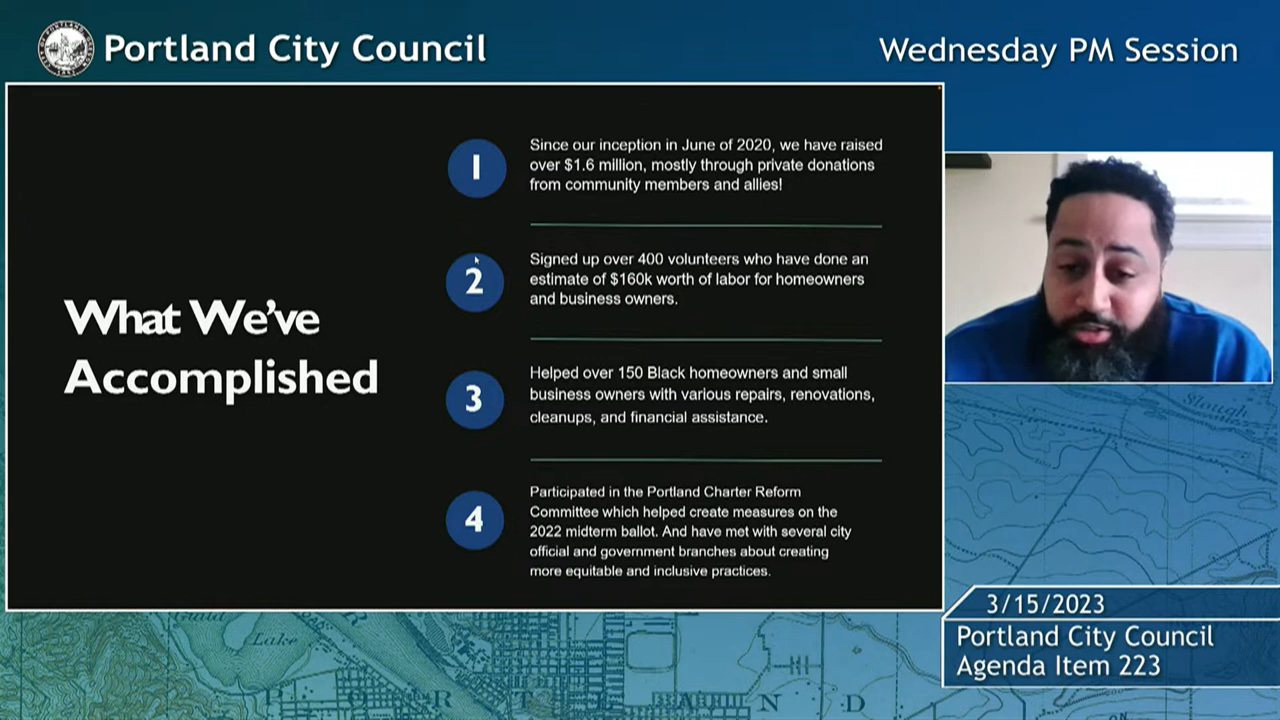 Portland City Council
Wednesday PM Session
What We've
Accomplished
1
Since our inception in June of 2020, we have raised
over $1.6 million, mostly through private donations
from community members and allies!
2
Signed up over 400 volunteers who have done an
estimate of $160k worth of labor for homeowners
and business owners.
3
Helped over 150 Black homeowners and small
business owners with various repairs, renovations,
cleanups, and financial assistance.
4
Participated in the Portland Charter Reform
Committee which helped create measures on the
2022 midterm ballot. And have met with several city
official and government branches about creating
more equitable and inclusive practices.
Slough
3/15/2023
Portland City Council
Agenda Item 223
Guild
Lake
R T L A N D
ON